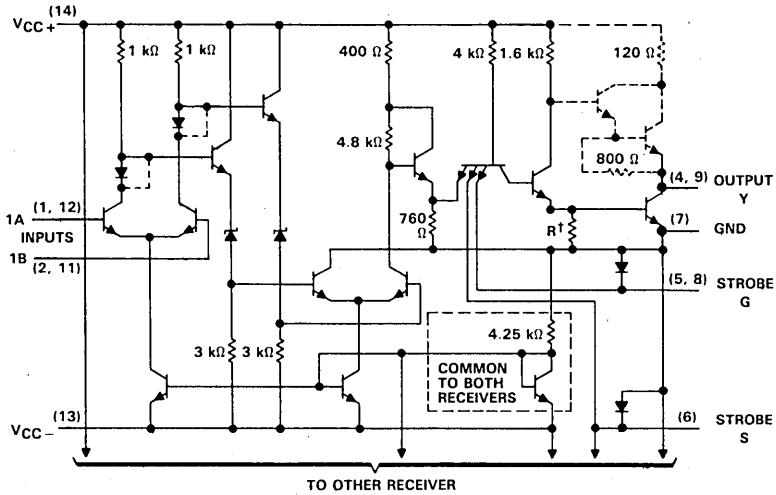 VCC+ (14)
1 kΩ 1 kΩ 400 Ω 4 kΩ 1.6 kΩ 120 Ω
4.8 kΩ
800 Ω
(4, 9) OUTPUT
Y
1A (1, 12)
INPUTS
1B (2, 11)
760
Ω
R†
(7) GND
(5, 8) STROBE
G
3 kΩ 3 kΩ
4.25 kΩ
COMMON
TO BOTH
RECEIVERS
VCC− (13)
(6) STROBE
S
TO OTHER RECEIVER